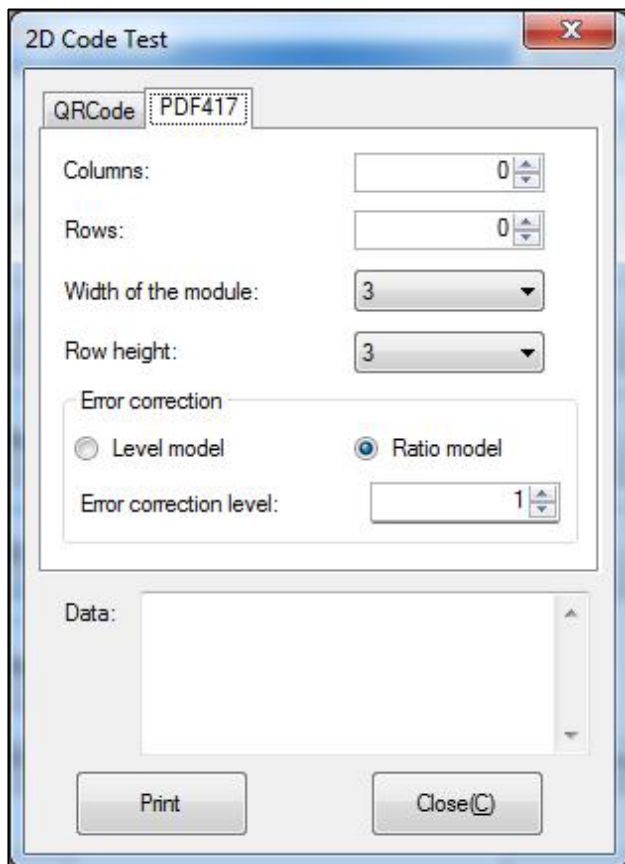 2D Code Test
QRCode PDF417
Columns: 0
Rows: 0
Width of the module: 3
Row height: 3
Error correction
Level model Ratio model
Error correction level: 1
Data:
Print Close(C)